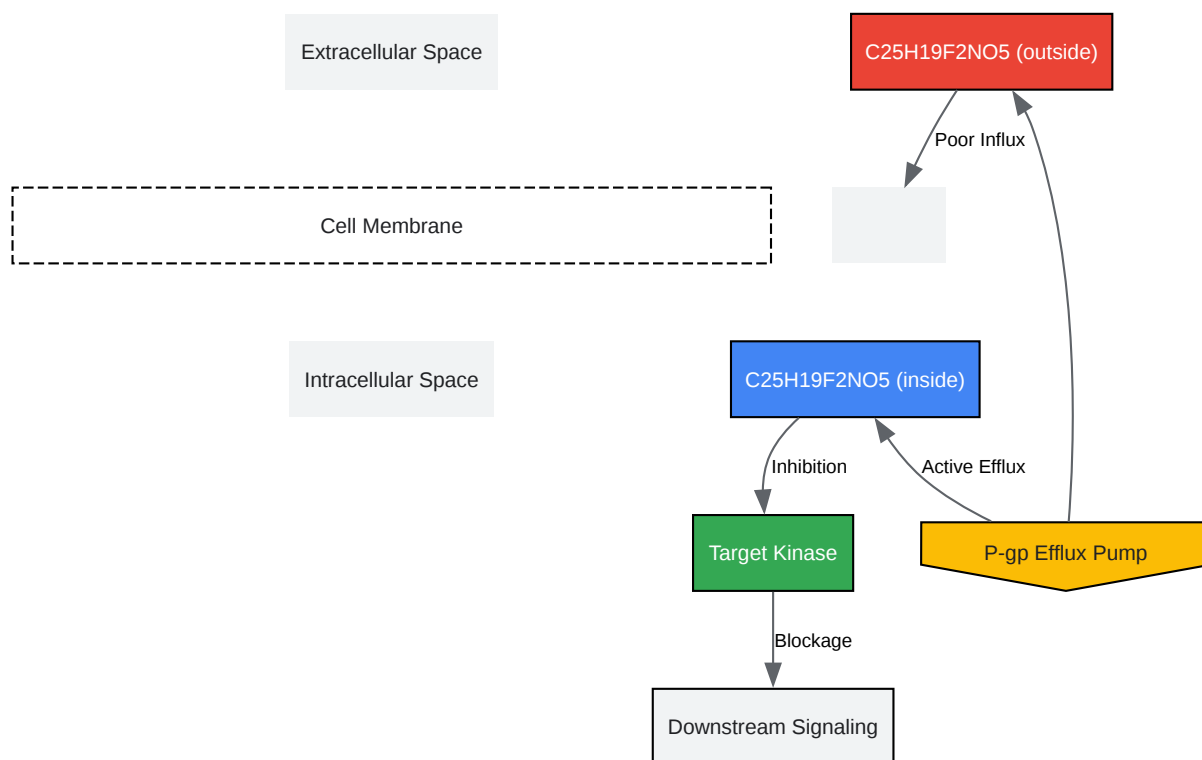 Extracellular Space
C25H19F2NO5 (outside)
Poor Influx
Cell Membrane
Intracellular Space
C25H19F2NO5 (inside)
Inhibition
Active Efflux
Target Kinase
P-gp Efflux Pump
Blockage
Downstream Signaling